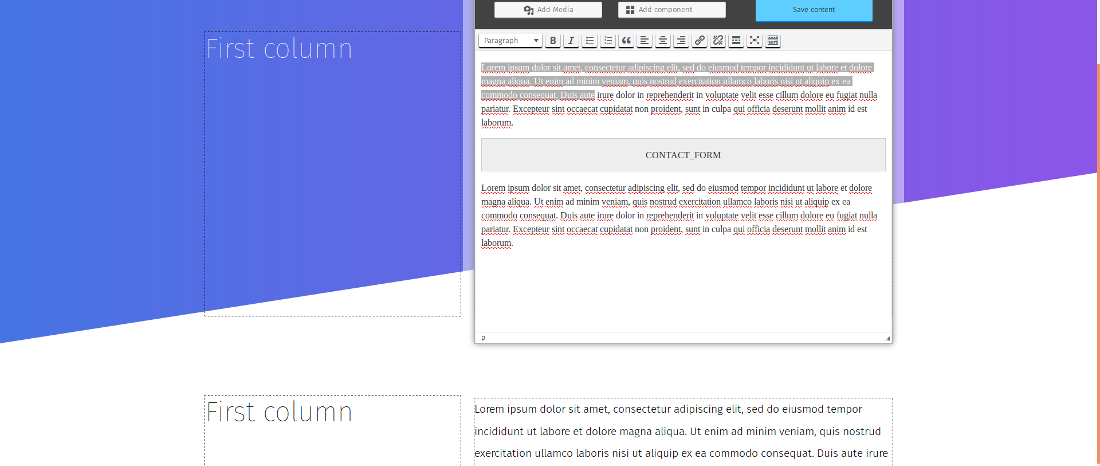 Add Media
Add component
Save content
Paragraph
First column
Lorem ipsum dolor sit amet, consectetur adipiscing elit, sed do eiusmod tempor incididunt ut labore et dolore
magna aliqua. Ut enim ad minim veniam, quis nostrud exercitation ullamco laboris nisi ut aliquip ex ea
commodo consequat. Duis aute irure dolor in reprehenderit in voluptate velit esse cillum dolore eu fugiat nulla
pariatur. Excepteur sint occaecat cupidatat non proident, sunt in culpa qui officia deserunt mollit anim id est
laborum.
CONTACT_FORM
Lorem ipsum dolor sit amet, consectetur adipiscing elit, sed do eiusmod tempor incididunt ut labore et dolore
magna aliqua. Ut enim ad minim veniam, quis nostrud exercitation ullamco laboris nisi ut aliquip ex ea
commodo consequat. Duis aute irure dolor in reprehenderit in voluptate velit esse cillum dolore eu fugiat nulla
pariatur. Excepteur sint occaecat cupidatat non proident, sunt in culpa qui officia deserunt mollit anim id est
laborum.
p
First column
Lorem ipsum dolor sit amet, consectetur adipiscing elit, sed do eiusmod tempor
incididunt ut labore et dolore magna aliqua. Ut enim ad minim veniam, quis nostrud
exercitation ullamco laboris nisi ut aliquip ex ea commodo consequat. Duis aute irure